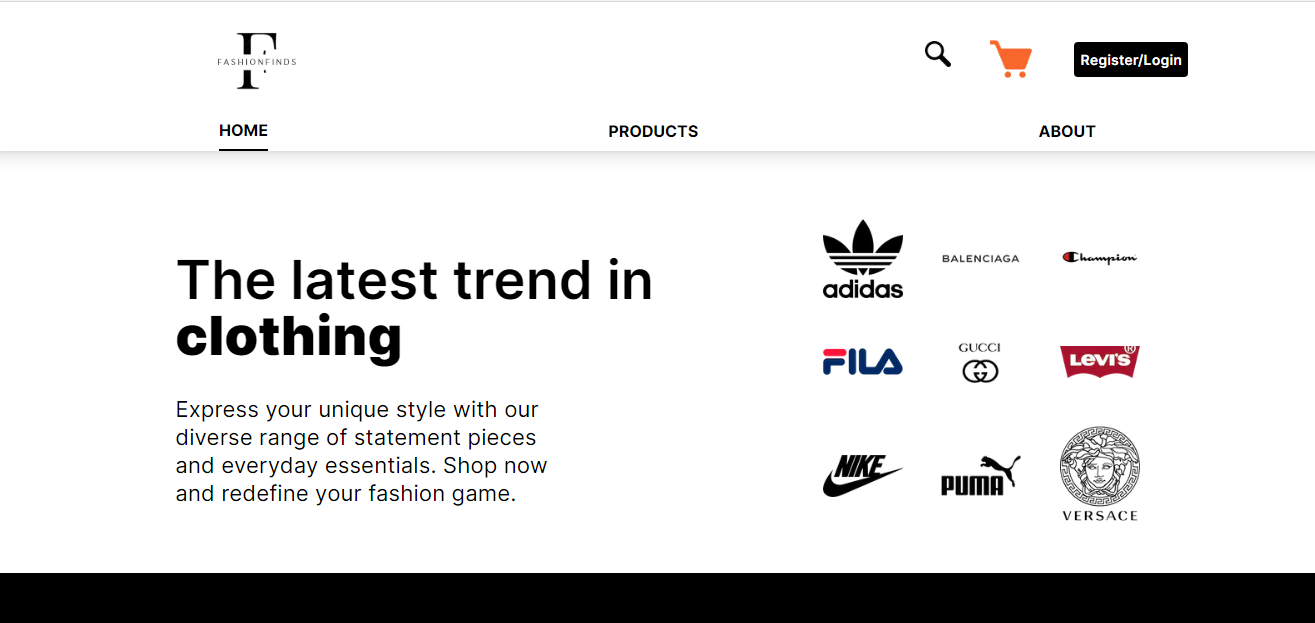 FASHIONFINDS
Register/Login
HOME
PRODUCTS
ABOUT
The latest trend in
clothing
Express your unique style with our
diverse range of statement pieces
and everyday essentials. Shop now
and redefine your fashion game.
adidas
BALENCIAGA
Champion
FILA
GUCCI
LEVI'S ®
NIKE
PUMA
VERSACE